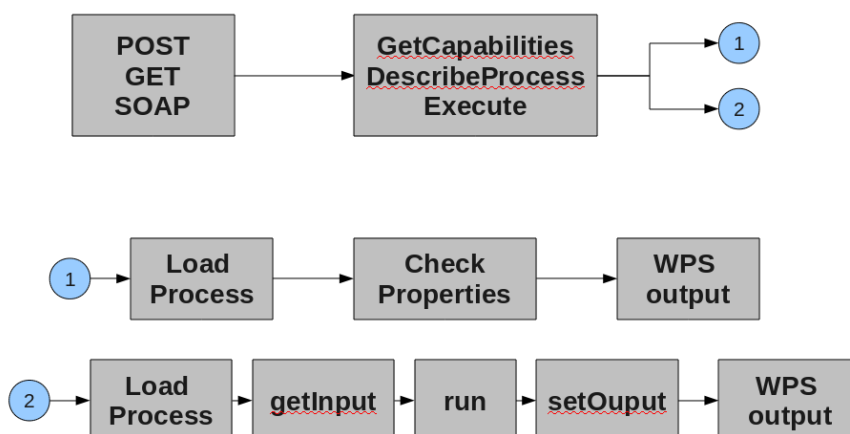 POST
GET
SOAP
GetCapabilities
DescribeProcess
Execute
1
2
1
Load
Process
Check
Properties
WPS
output
2
Load
Process
getInput
run
setOuput
WPS
output